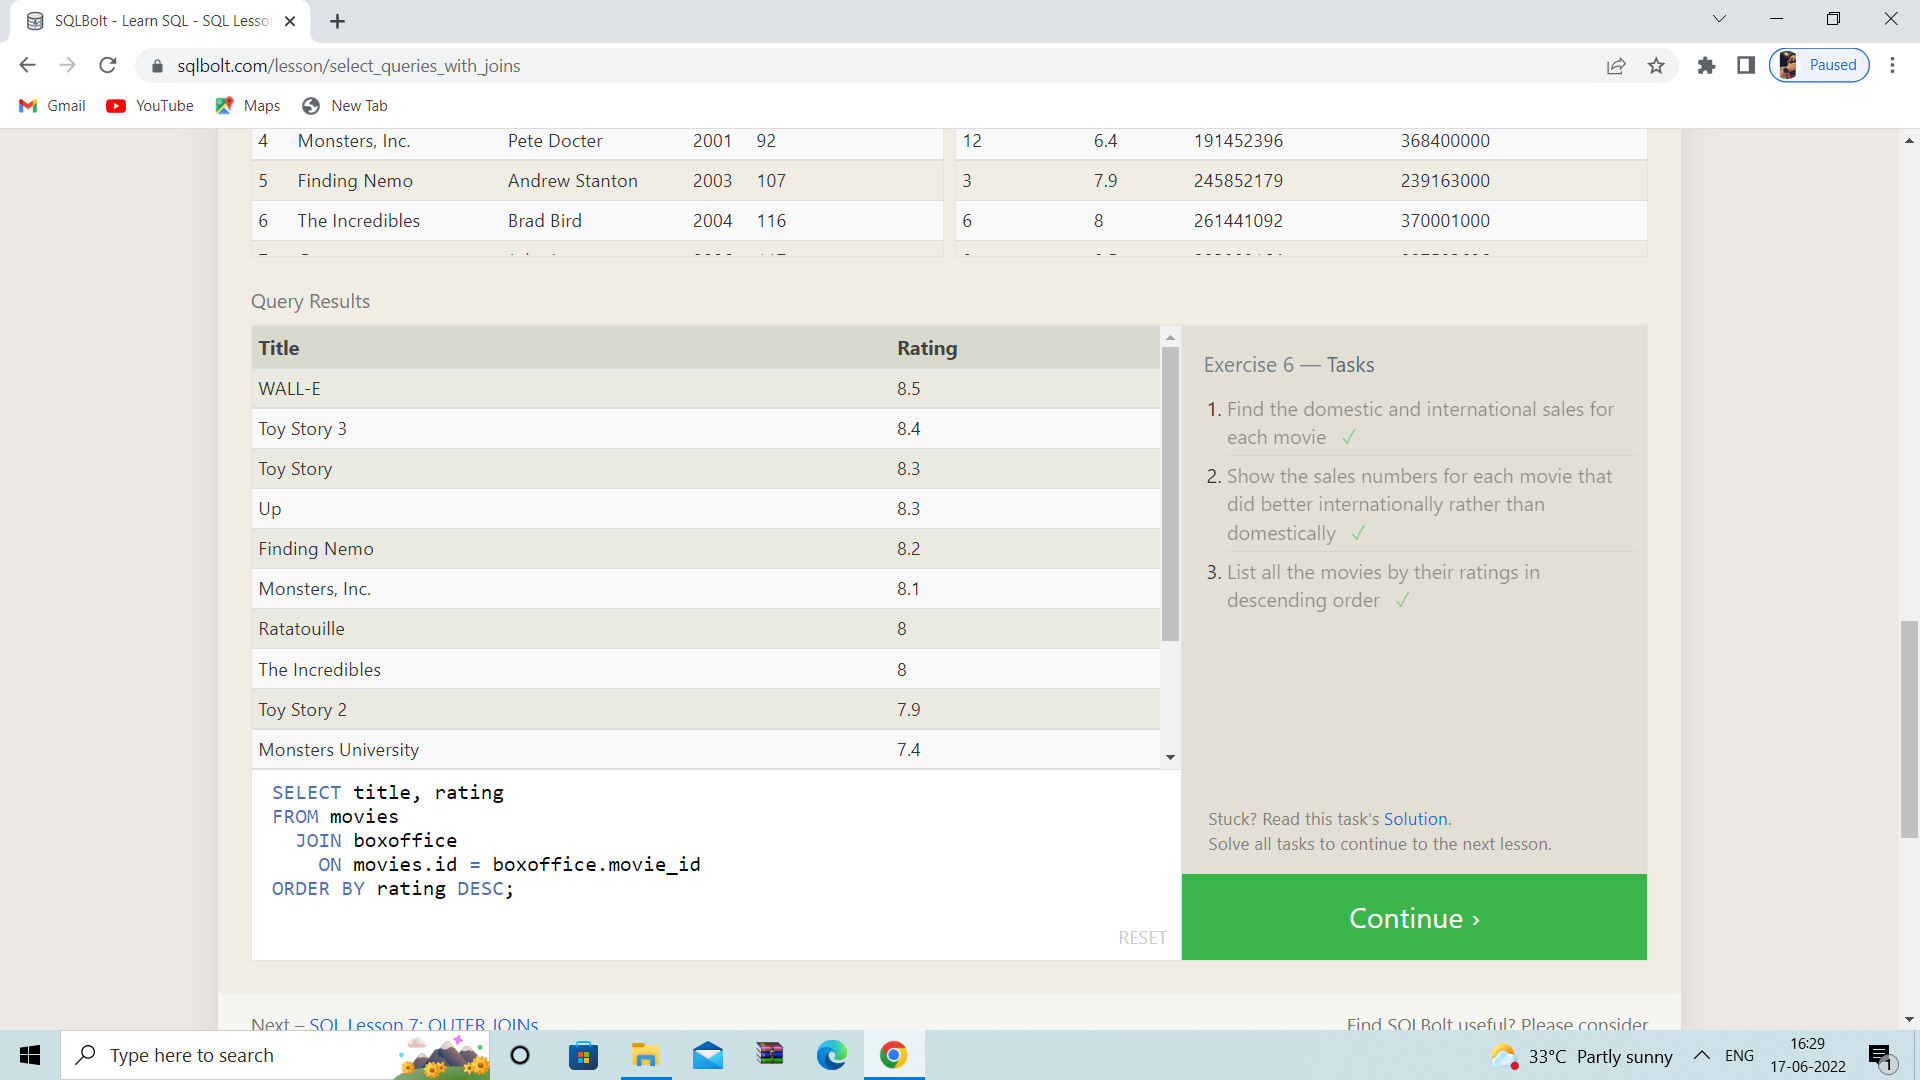 SQLBolt - Learn SQL - SQL Lesso
sqlbolt.com/lesson/select_queries_with_joins
Paused
Gmail YouTube Maps New Tab
4 Monsters, Inc. Pete Docter 2001 92 12 6.4 191452396 368400000
5 Finding Nemo Andrew Stanton 2003 107 3 7.9 245852179 239163000
6 The Incredibles Brad Bird 2004 116 6 8 261441092 370001000
Query Results
Title Rating
WALL-E 8.5
Toy Story 3 8.4
Toy Story 8.3
Up 8.3
Finding Nemo 8.2
Monsters, Inc. 8.1
Ratatouille 8
The Incredibles 8
Toy Story 2 7.9
Monsters University 7.4
SELECT title, rating
FROM movies
JOIN boxoffice
ON movies.id = boxoffice.movie_id
ORDER BY rating DESC;
RESET
Exercise 6 — Tasks
1. Find the domestic and international sales for
each movie ✓
2. Show the sales numbers for each movie that
did better internationally rather than
domestically ✓
3. List all the movies by their ratings in
descending order ✓
Stuck? Read this task's Solution.
Solve all tasks to continue to the next lesson.
Continue ›
Next – SQL Lesson 7: OUTER JOINs
Find SQLBolt useful? Please consider
Type here to search
33°C Partly sunny
ENG
16:29
17-06-2022
1